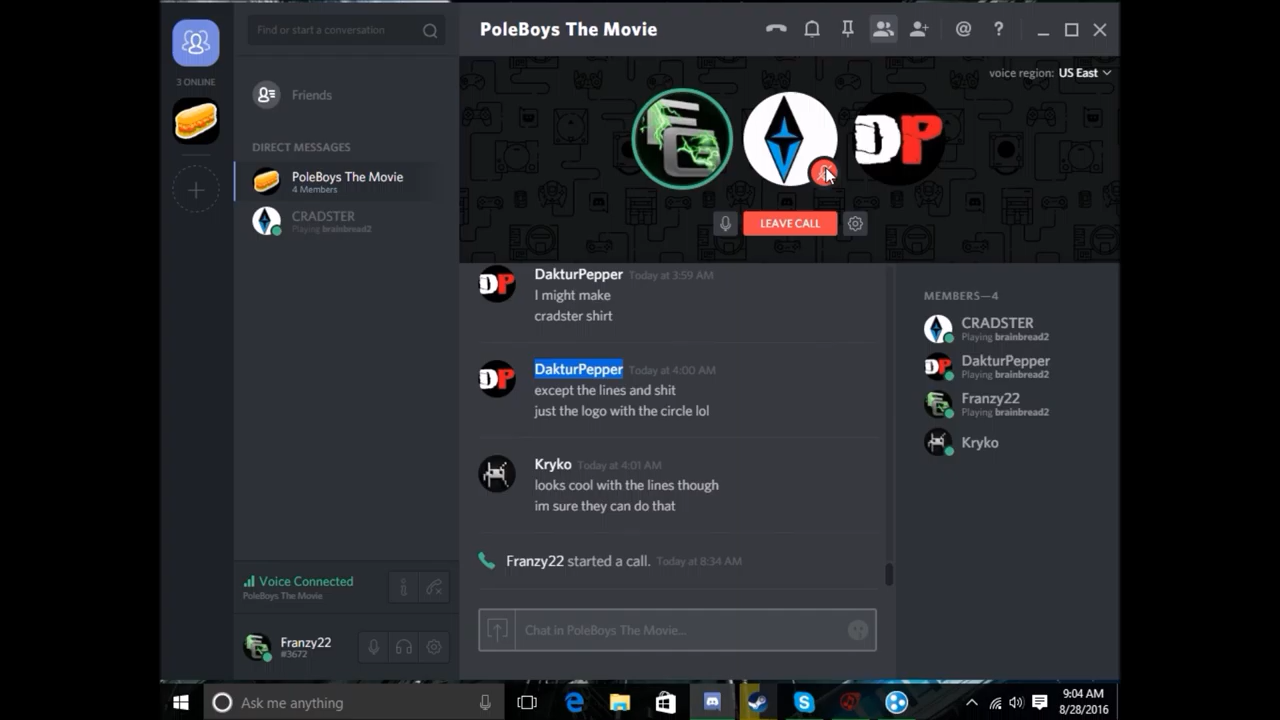 Find or start a conversation
PoleBoys The Movie
3 ONLINE
Friends
DIRECT MESSAGES
PoleBoys The Movie
4 Members
CRADSTER
Playing brainbread2
voice region: US East
DP
LEAVE CALL
DakturPepper Today at 3:59 AM
I might make
cradster shirt
DakturPepper Today at 4:00 AM
except the lines and shit
just the logo with the circle lol
Kryko Today at 4:01 AM
looks cool with the lines though
im sure they can do that
Franzy22 started a call. Today at 8:34 AM
Chat in PoleBoys The Movie...
MEMBERS—4
CRADSTER
Playing brainbread2
DakturPepper
Playing brainbread2
Franzy22
Playing brainbread2
Kryko
Voice Connected
PoleBoys The Movie
Franzy22
#3672
Ask me anything
9:04 AM
8/28/2016